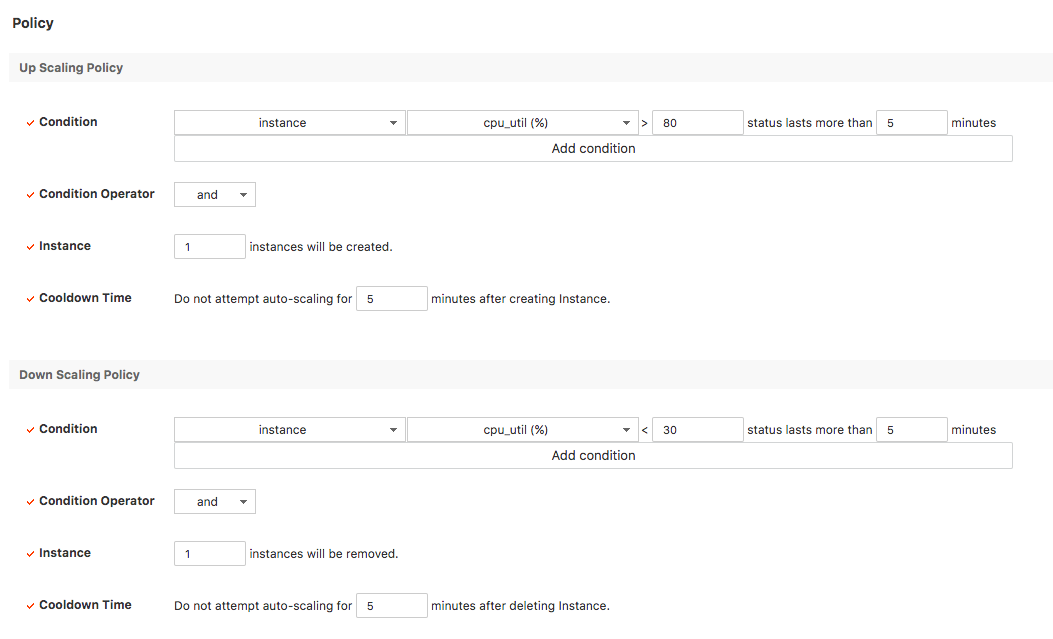 Policy
Up Scaling Policy
Condition instance cpu_util (%) > 80 status lasts more than 5 minutes
Add condition
Condition Operator and
Instance 1 instances will be created.
Cooldown Time Do not attempt auto-scaling for 5 minutes after creating Instance.
Down Scaling Policy
Condition instance cpu_util (%) < 30 status lasts more than 5 minutes
Add condition
Condition Operator and
Instance 1 instances will be removed.
Cooldown Time Do not attempt auto-scaling for 5 minutes after deleting Instance.